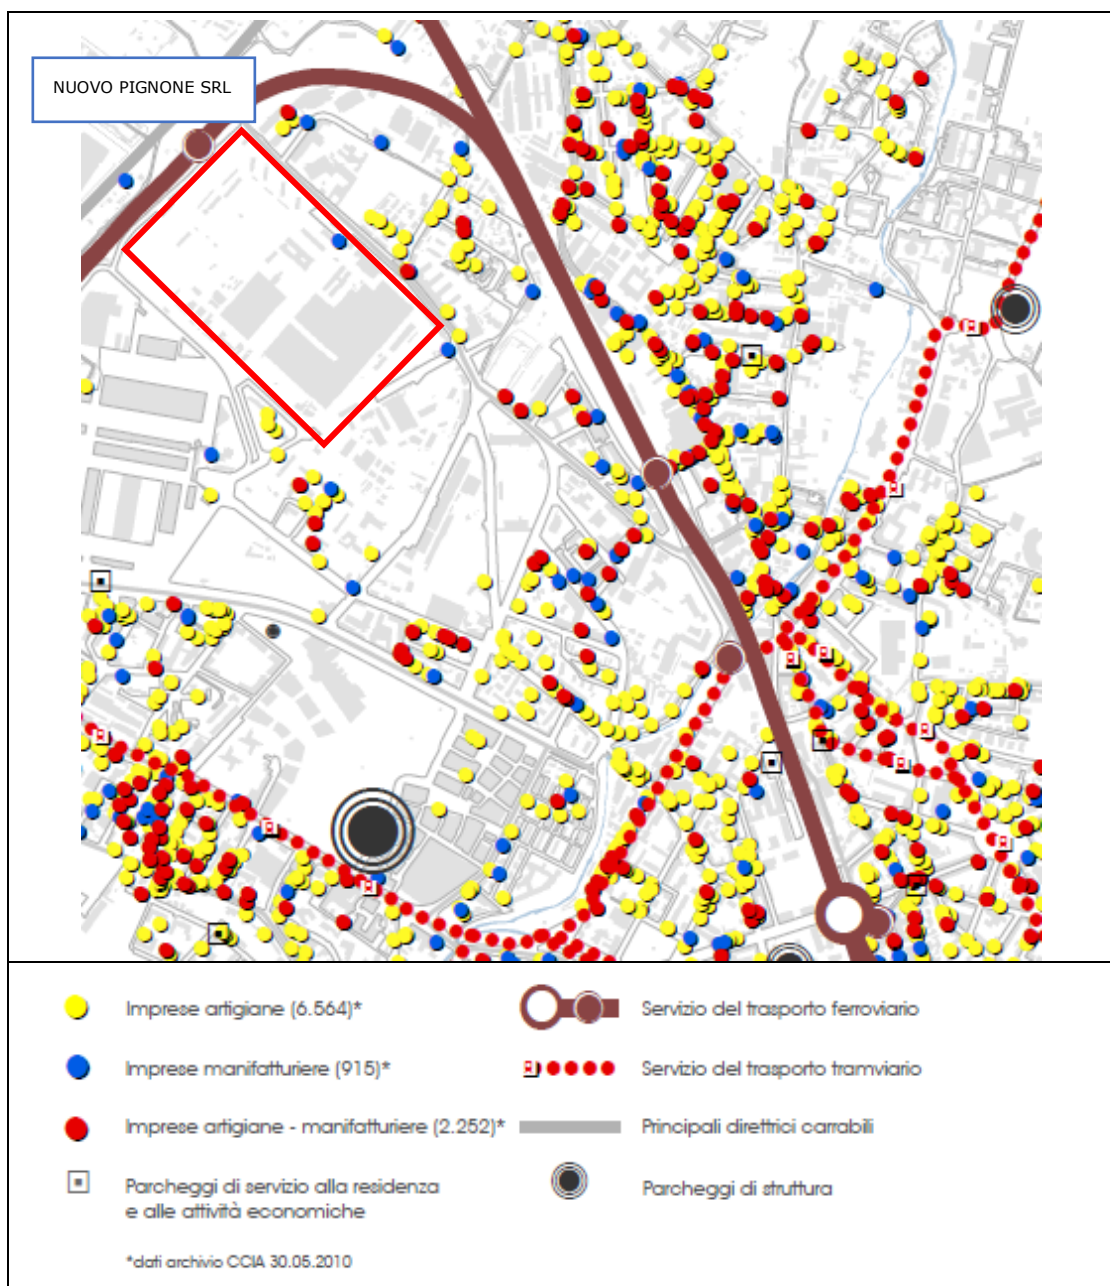 NUOVO PIGNONE SRL
Imprese artigiane (6.564)*
Imprese manifatturiere (915)*
Imprese artigiane - manifatturiere (2.252)*
Parcheggi di servizio alla residenza
e alle attività economiche
*dati archivio CCIA 30.05.2010
Servizio del trasporto ferroviario
Servizio del trasporto tramviario
Principali direttrici carrabili
Parcheggi di struttura